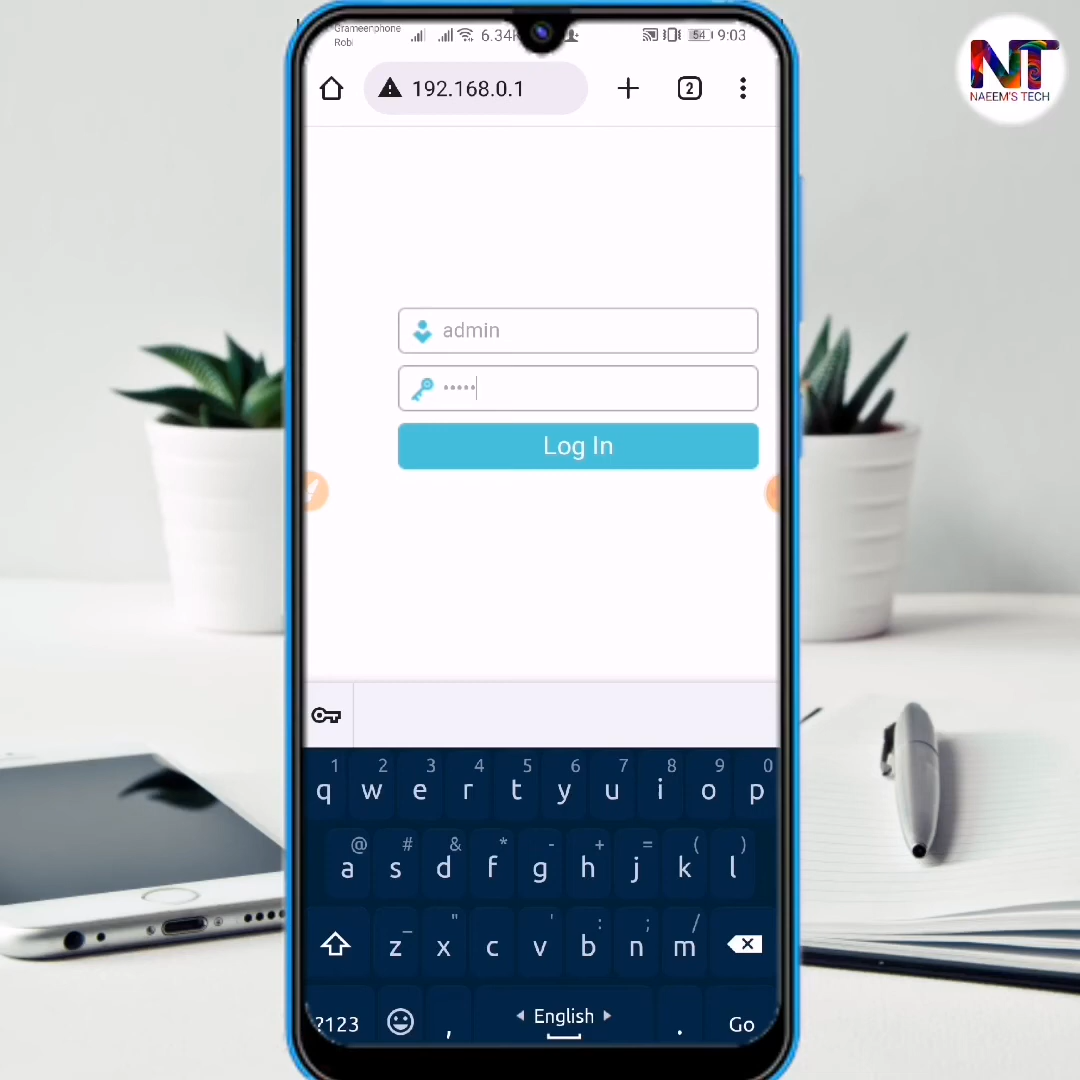 Grameenphone
Robi
6.34K
54 9:03
NT
NAEEM'S TECH
192.168.0.1
2
admin
•••••
Log In
1 2 3 4 5 6 7 8 9 0
q w e r t y u i o p
@ # & * - + = ( )
a s d f g h j k l
_ " ' : ; /
z x c v b n m
?123 , English . Go